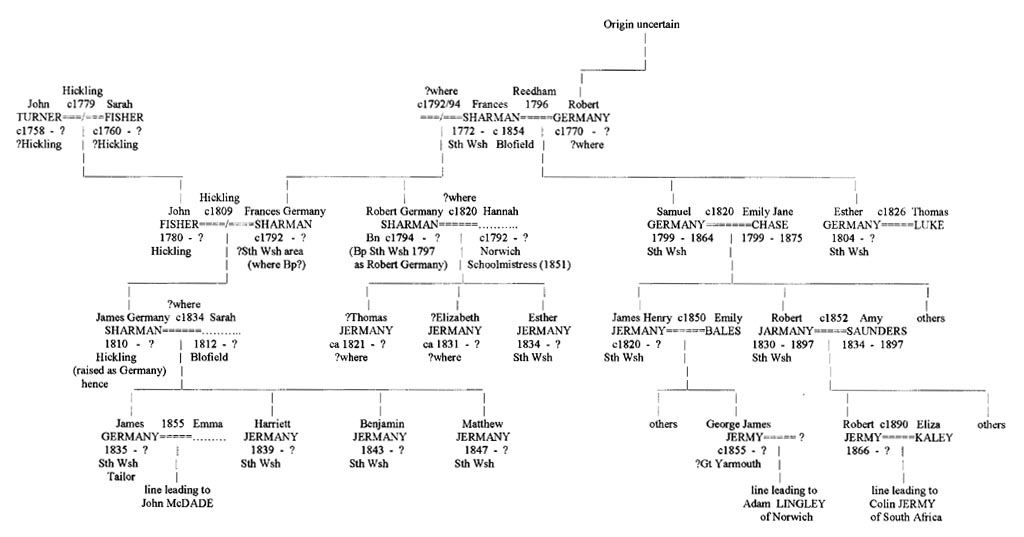 Origin uncertain
Hickling
John c1779 Sarah
TURNER===/===FISHER
c1758 - ? c1760 - ?
?Hickling ?Hickling
?where Reedham
c1792/94 Frances 1796 Robert
===/===SHARMAN=====GERMANY
1772 - c 1854 c1770 - ?
Sth Wsh Blofield ?where
Hickling
John c1809 Frances Germany
FISHER====/====SHARMAN
1780 - ? c1792 - ?
Hickling ?Sth Wsh area
(where Bp?)
?where
Robert Germany c1820 Hannah
SHARMAN======..........
Bn c1794 - ? c1792 - ?
(Bp Sth Wsh 1797 Norwich
as Robert Germany) Schoolmistress (1851)
Samuel c1820 Emily Jane
GERMANY=======CHASE
1799 - 1864 1799 - 1875
Sth Wsh
Esther c1826 Thomas
GERMANY=====LUKE
1804 - ?
Sth Wsh
?where
James Germany c1834 Sarah
SHARMAN======..........
1810 - ? 1812 - ?
Hickling Blofield
(raised as Germany)
hence
?Thomas ?Elizabeth Esther
JERMANY JERMANY JERMANY
ca 1821 - ? ca 1831 - ? 1834 - ?
?where ?where Sth Wsh
James Henry c1850 Emily
JERMANY======BALES
c1820 - ?
Sth Wsh
Robert c1852 Amy
JARMANY=====SAUNDERS
1830 - 1897 1834 - 1897
Sth Wsh
others
James 1855 Emma
GERMANY=====.........
1835 - ?
Sth Wsh
Tailor
Harriett Benjamin Matthew
JERMANY JERMANY JERMANY
1839 - ? 1843 - ? 1847 - ?
Sth Wsh Sth Wsh Sth Wsh
others
George James
JERMY===== ?
c1855 - ?
?Gt Yarmouth
Robert c1890 Eliza
JERMY=====KALEY
1866 - ?
others
line leading to
John McDADE
line leading to
Adam LINGLEY
of Norwich
line leading to
Colin JERMY
of South Africa